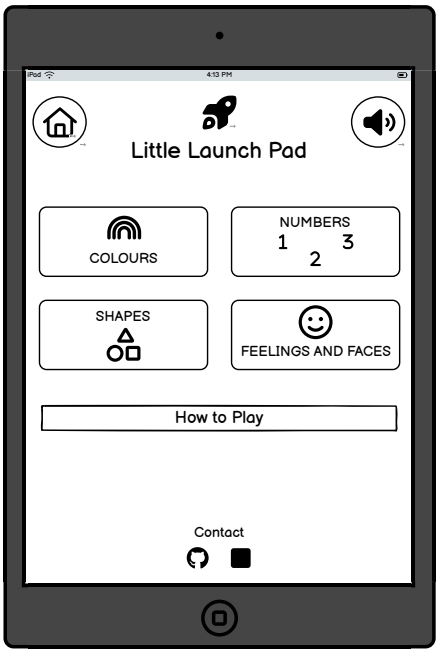 iPad 4:13 PM
Little Launch Pad
COLOURS
NUMBERS
1 3
2
SHAPES
FEELINGS AND FACES
How to Play
Contact